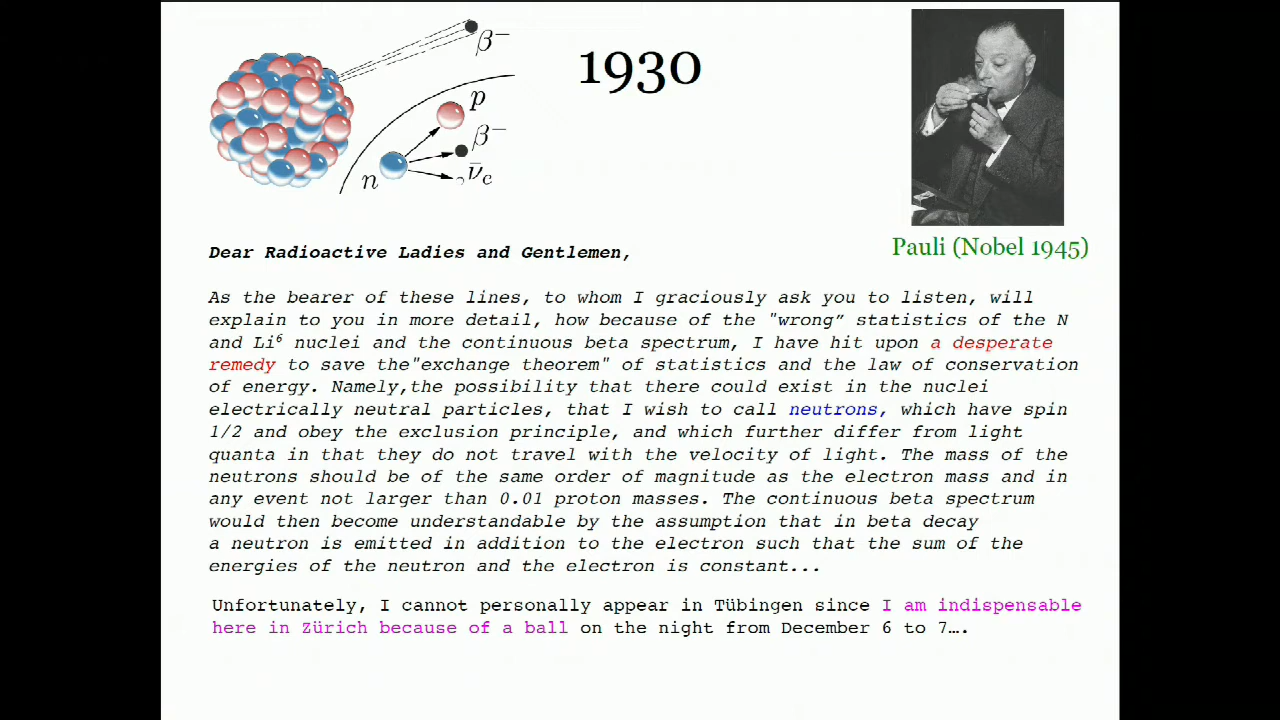 β⁻
1930
p
β⁻
n
ν̄e
Pauli (Nobel 1945)
Dear Radioactive Ladies and Gentlemen,
As the bearer of these lines, to whom I graciously ask you to listen, will
explain to you in more detail, how because of the "wrong” statistics of the N
and Li⁶ nuclei and the continuous beta spectrum, I have hit upon a desperate
remedy to save the"exchange theorem" of statistics and the law of conservation
of energy. Namely,the possibility that there could exist in the nuclei
electrically neutral particles, that I wish to call neutrons, which have spin
1/2 and obey the exclusion principle, and which further differ from light
quanta in that they do not travel with the velocity of light. The mass of the
neutrons should be of the same order of magnitude as the electron mass and in
any event not larger than 0.01 proton masses. The continuous beta spectrum
would then become understandable by the assumption that in beta decay
a neutron is emitted in addition to the electron such that the sum of the
energies of the neutron and the electron is constant...
Unfortunately, I cannot personally appear in Tübingen since I am indispensable
here in Zürich because of a ball on the night from December 6 to 7….